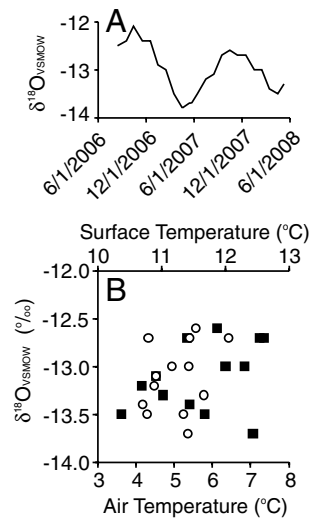 A
-12
-13
-14
δ18OVSMOW
6/1/2006
12/1/2006
6/1/2007
12/1/2007
6/1/2008
Surface Temperature (°C)
10 11 12 13
B
-12.0
-12.5
-13.0
-13.5
-14.0
δ18OVSMOW (°/oo)
3 4 5 6 7 8
Air Temperature (°C)